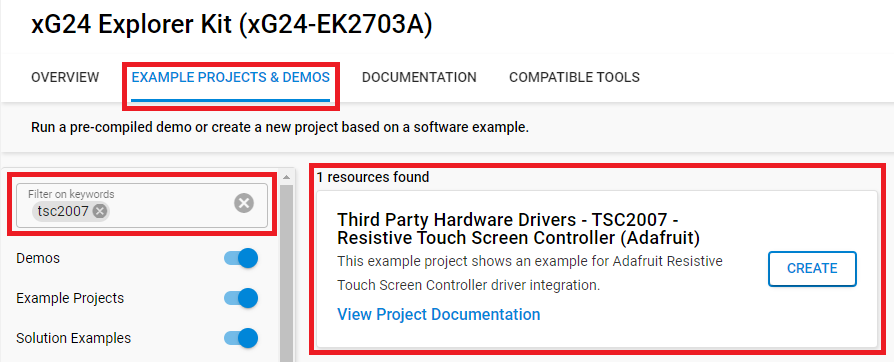 xG24 Explorer Kit (xG24-EK2703A)
OVERVIEW EXAMPLE PROJECTS & DEMOS DOCUMENTATION COMPATIBLE TOOLS
Run a pre-compiled demo or create a new project based on a software example.
Filter on keywords
tsc2007
Demos
Example Projects
Solution Examples
1 resources found
Third Party Hardware Drivers - TSC2007 -
Resistive Touch Screen Controller (Adafruit)
This example project shows an example for Adafruit Resistive
Touch Screen Controller driver integration.
View Project Documentation
CREATE